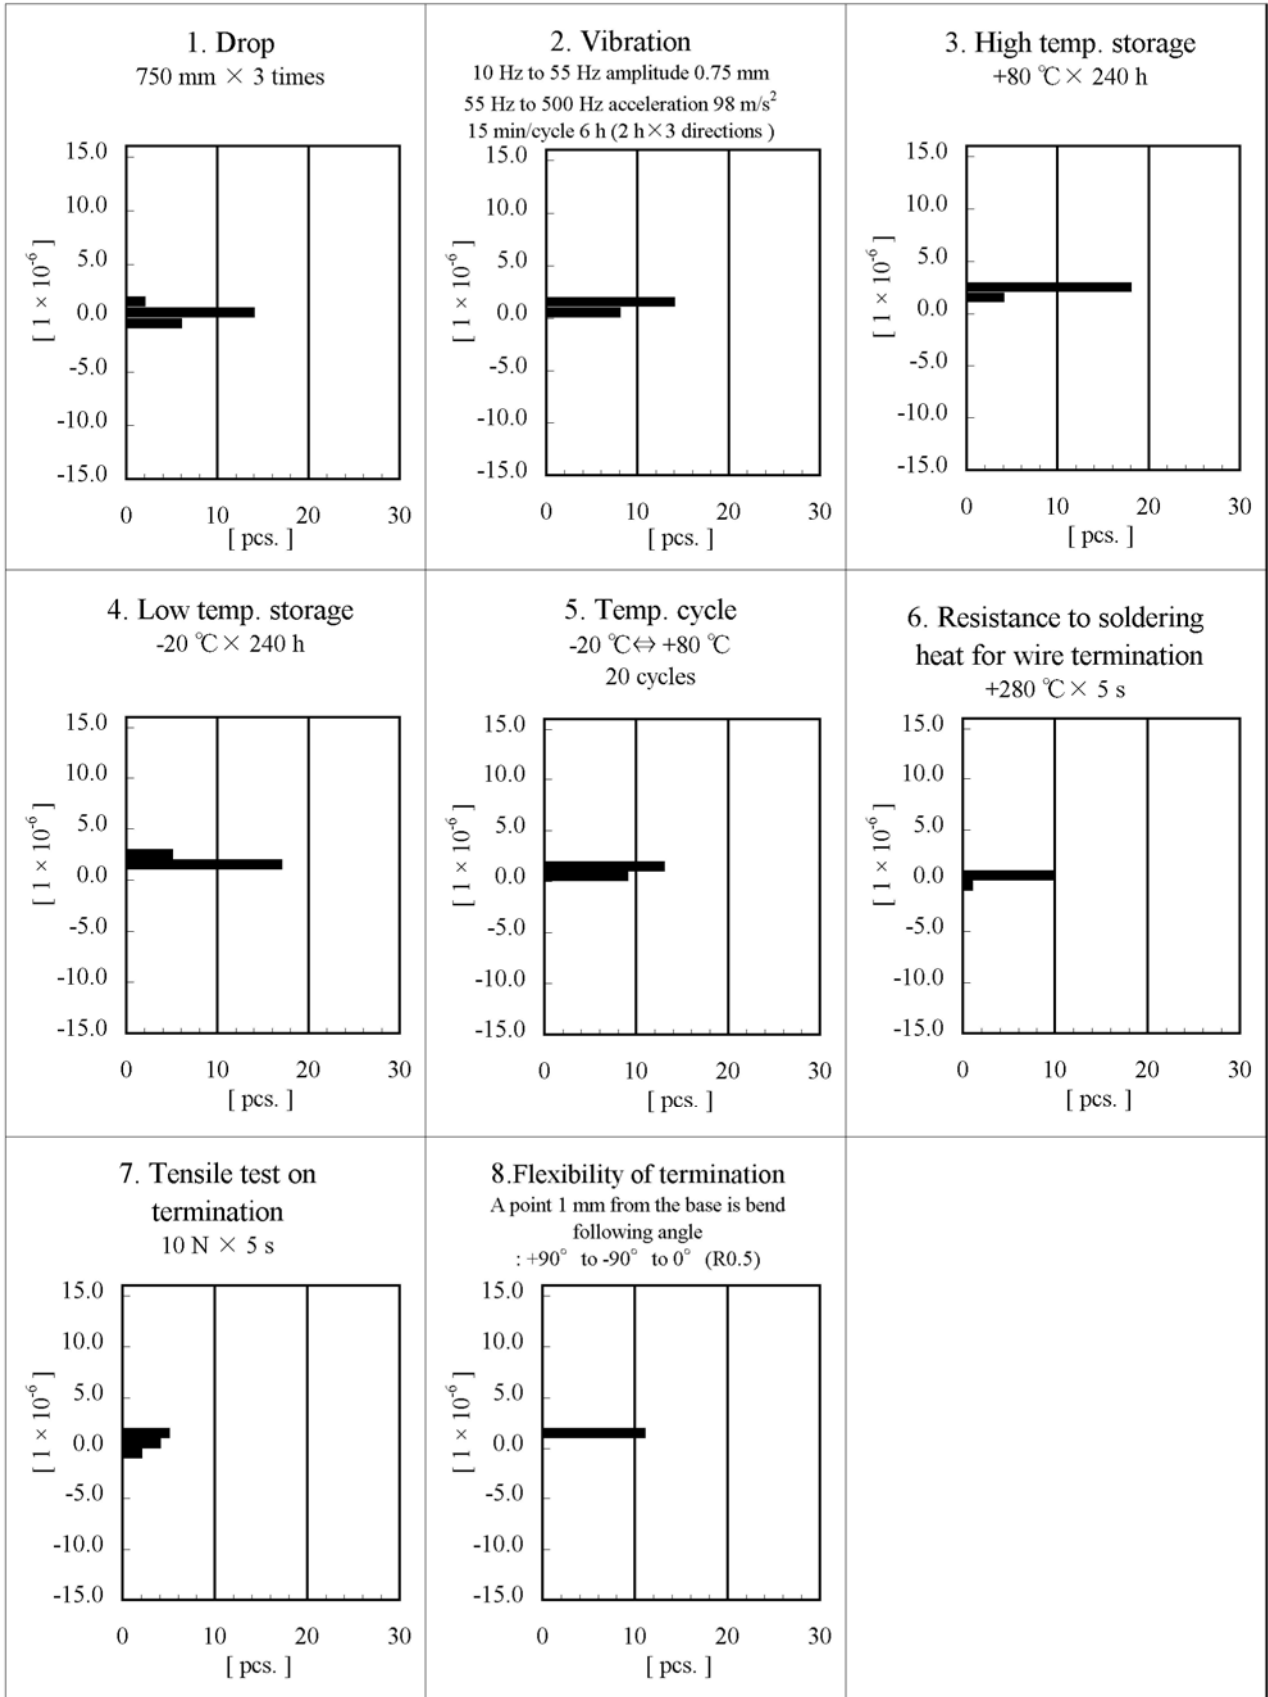 1. Drop
750 mm × 3 times
15.0
10.0
5.0
0.0
-5.0
-10.0
-15.0
[ 1 × 10-6 ]
0 10 20 30
[ pcs. ]
2. Vibration
10 Hz to 55 Hz amplitude 0.75 mm
55 Hz to 500 Hz acceleration 98 m/s2
15 min/cycle 6 h (2 h×3 directions )
15.0
10.0
5.0
0.0
-5.0
-10.0
-15.0
[ 1 × 10-6 ]
0 10 20 30
[ pcs. ]
3. High temp. storage
+80 ℃× 240 h
15.0
10.0
5.0
0.0
-5.0
-10.0
-15.0
[ 1 × 10-6 ]
0 10 20 30
[ pcs. ]
4. Low temp. storage
-20 ℃× 240 h
15.0
10.0
5.0
0.0
-5.0
-10.0
-15.0
[ 1 × 10-6 ]
0 10 20 30
[ pcs. ]
5. Temp. cycle
-20 ℃⇔ +80 ℃
20 cycles
15.0
10.0
5.0
0.0
-5.0
-10.0
-15.0
[ 1 × 10-6 ]
0 10 20 30
[ pcs. ]
6. Resistance to soldering
heat for wire termination
+280 ℃× 5 s
15.0
10.0
5.0
0.0
-5.0
-10.0
-15.0
[ 1 × 10-6 ]
0 10 20 30
[ pcs. ]
7. Tensile test on
termination
10 N × 5 s
15.0
10.0
5.0
0.0
-5.0
-10.0
-15.0
[ 1 × 10-6 ]
0 10 20 30
[ pcs. ]
8.Flexibility of termination
A point 1 mm from the base is bend
following angle
: +90° to -90° to 0° (R0.5)
15.0
10.0
5.0
0.0
-5.0
-10.0
-15.0
[ 1 × 10-6 ]
0 10 20 30
[ pcs. ]